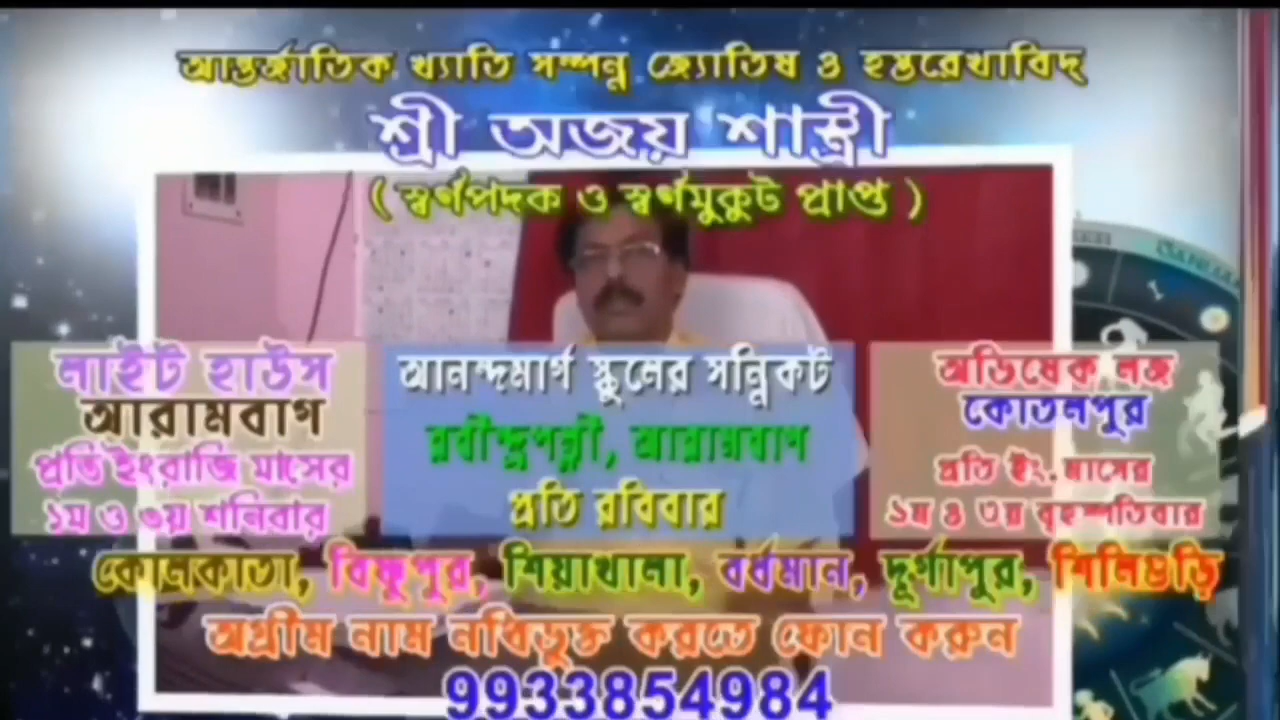 আন্তর্জাতিক খ্যাতি সম্পন্ন জ্যোতিষ ও হস্তরেখাবিদ্
শ্রী অজয় শাস্ত্রী
( স্বর্ণপদক ও স্বর্ণমুকুট প্রাপ্ত )
লাইট হাউস
আরামবাগ
প্রতি ইংরাজি মাসের
১ম ও ৩য় শনিবার
আনন্দমার্গ স্কুলের সন্নিকট
রবীন্দ্রপল্লী, আরামবাগ
প্রতি রবিবার
অভিষেক লজ
কোতলপুর
প্রতি ইং. মাসের
১ম ও ৩য় বৃহস্পতিবার
কোলকাতা, বিষ্ণুপুর, শিয়াখালা, বর্ধমান, দূর্গাপুর, শিলিগুড়ি
অগ্রীম নাম নথিভুক্ত করতে ফোন করুন
9933854984